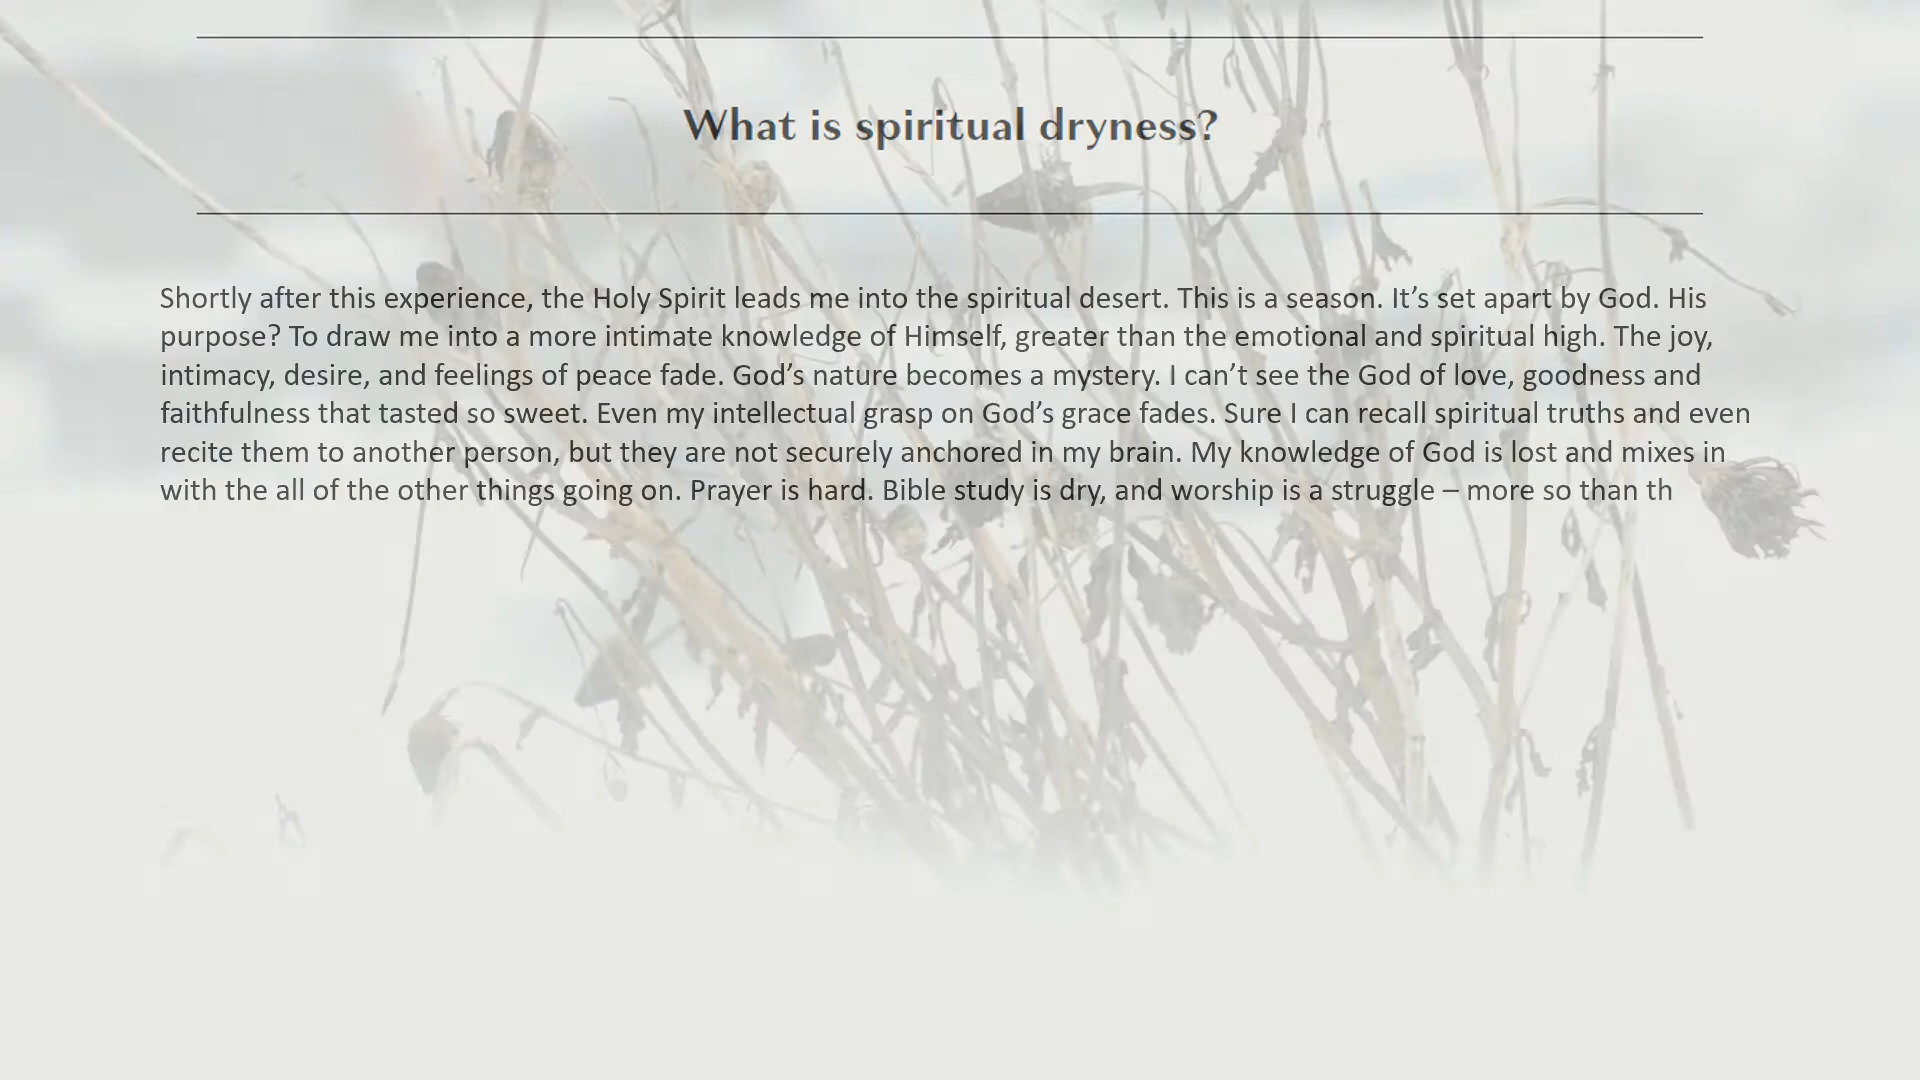 What is spiritual dryness?
Shortly after this experience, the Holy Spirit leads me into the spiritual desert. This is a season. It’s set apart by God. His
purpose? To draw me into a more intimate knowledge of Himself, greater than the emotional and spiritual high. The joy,
intimacy, desire, and feelings of peace fade. God’s nature becomes a mystery. I can’t see the God of love, goodness and
faithfulness that tasted so sweet. Even my intellectual grasp on God’s grace fades. Sure I can recall spiritual truths and even
recite them to another person, but they are not securely anchored in my brain. My knowledge of God is lost and mixes in
with the all of the other things going on. Prayer is hard. Bible study is dry, and worship is a struggle – more so than th